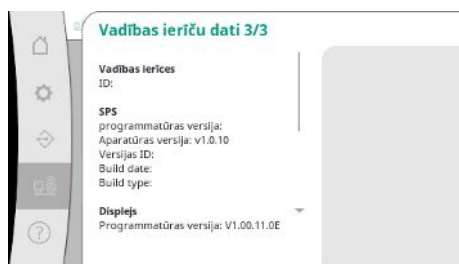 Vadības ierīču dati 3/3
Vadības ierīces
ID:
SPS
programmatūras versija:
Aparatūras versija: v1.0.10
Versijas ID:
Build date:
Build type:
Displejs
Programmatūras versija: V1.00.11.0E